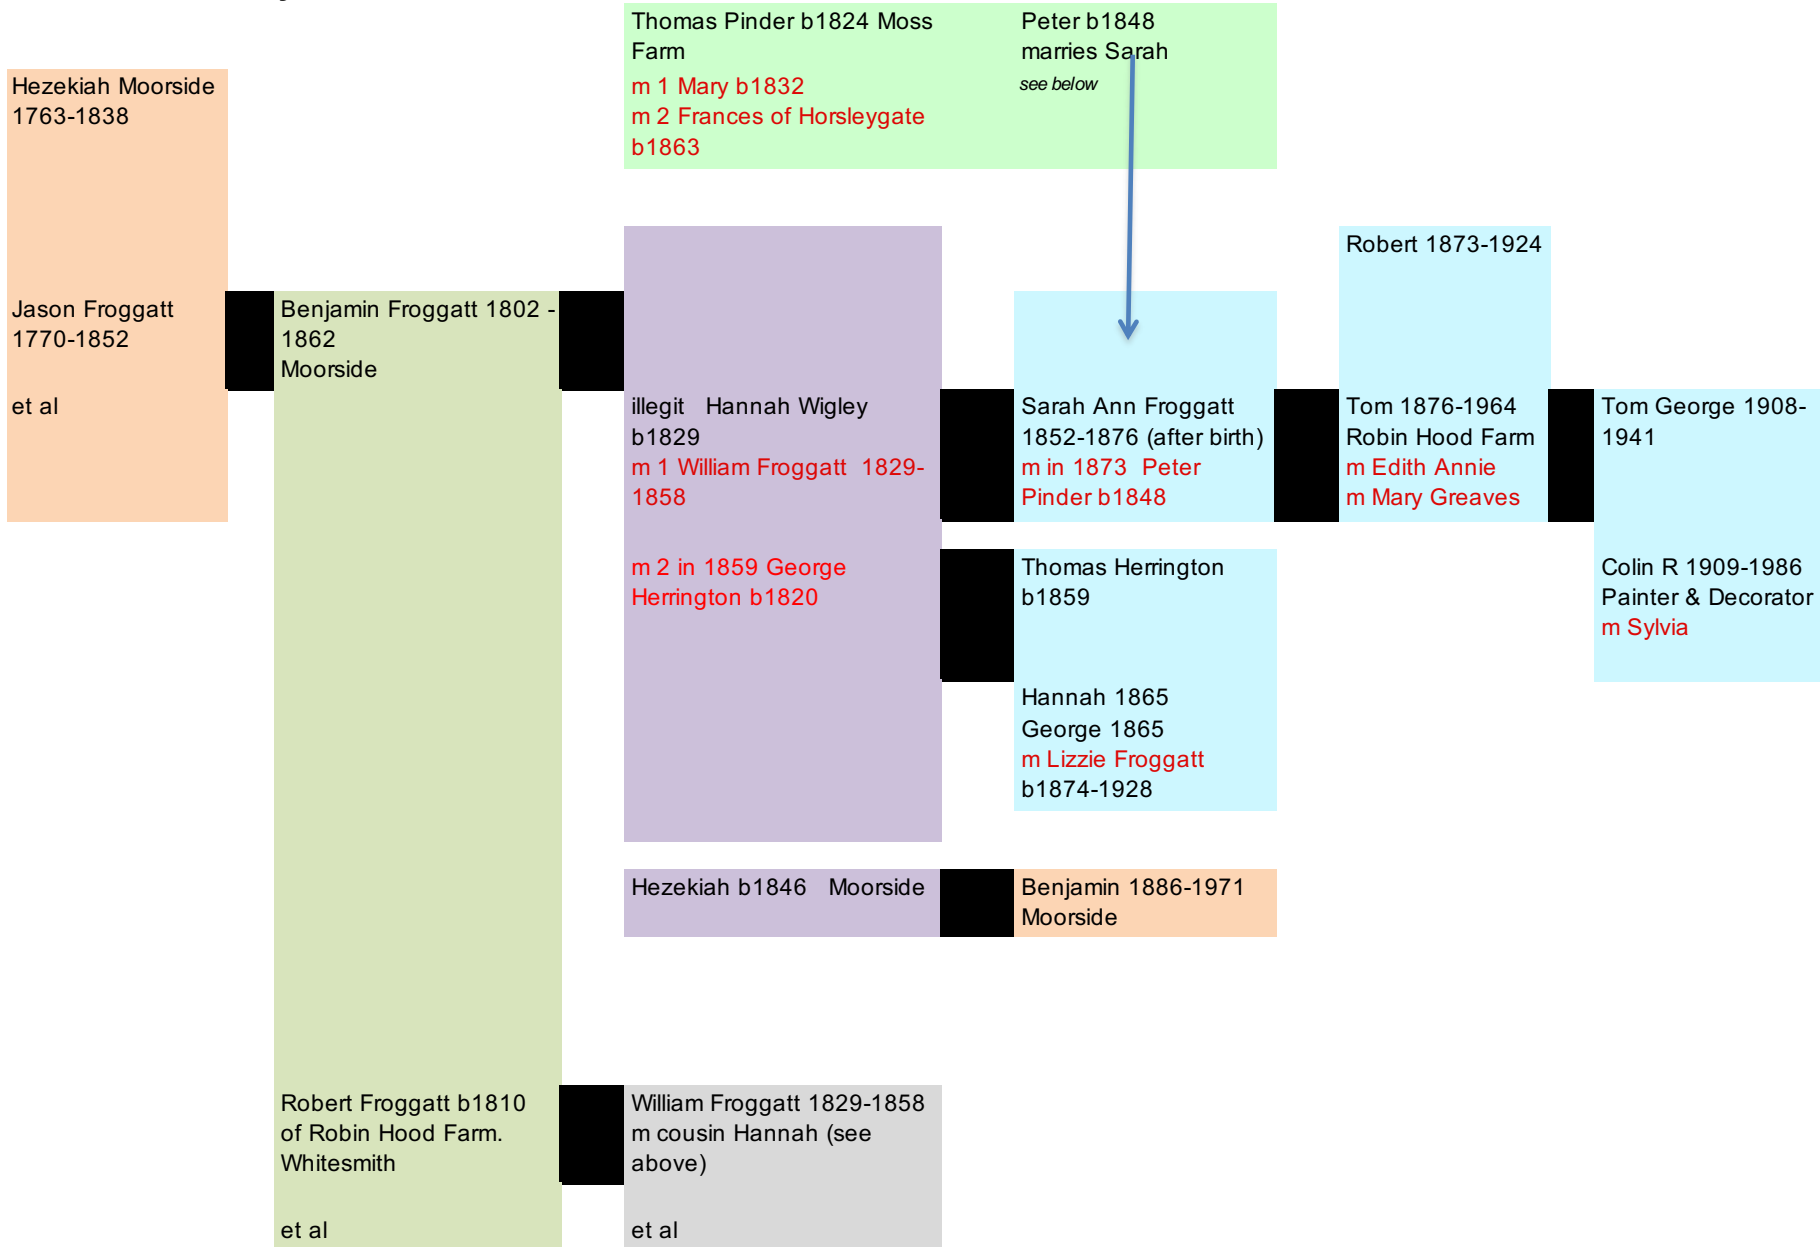 Thomas Pinder b1824 Moss
Farm
m 1 Mary b1832
m 2 Frances of Horsleygate
b1863
Peter b1848
marries Sarah
see below
Hezekiah Moorside
1763-1838
Jason Froggatt
1770-1852
et al
Benjamin Froggatt 1802 -
1862
Moorside
illegit Hannah Wigley
b1829
m 1 William Froggatt 1829-
1858
m 2 in 1859 George
Herrington b1820
Sarah Ann Froggatt
1852-1876 (after birth)
m in 1873 Peter
Pinder b1848
Robert 1873-1924
Tom 1876-1964
Robin Hood Farm
m Edith Annie
m Mary Greaves
Tom George 1908-
1941
Colin R 1909-1986
Painter & Decorator
m Sylvia
Thomas Herrington
b1859
Hannah 1865
George 1865
m Lizzie Froggatt
b1874-1928
Hezekiah b1846 Moorside
Benjamin 1886-1971
Moorside
Robert Froggatt b1810
of Robin Hood Farm.
Whitesmith
et al
William Froggatt 1829-1858
m cousin Hannah (see
above)
et al